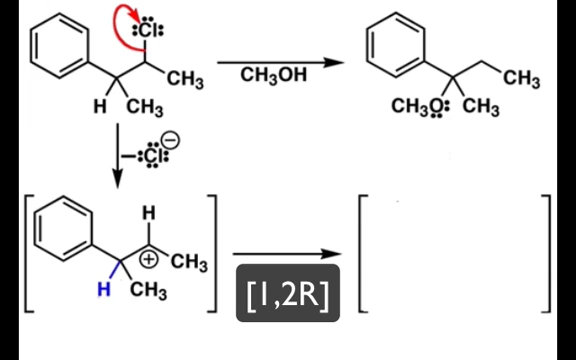 :Cl:
CH3
H CH3
CH3OH
CH3
CH3O: CH3
:Cl: −
H
CH3
+
H CH3
[1,2R]